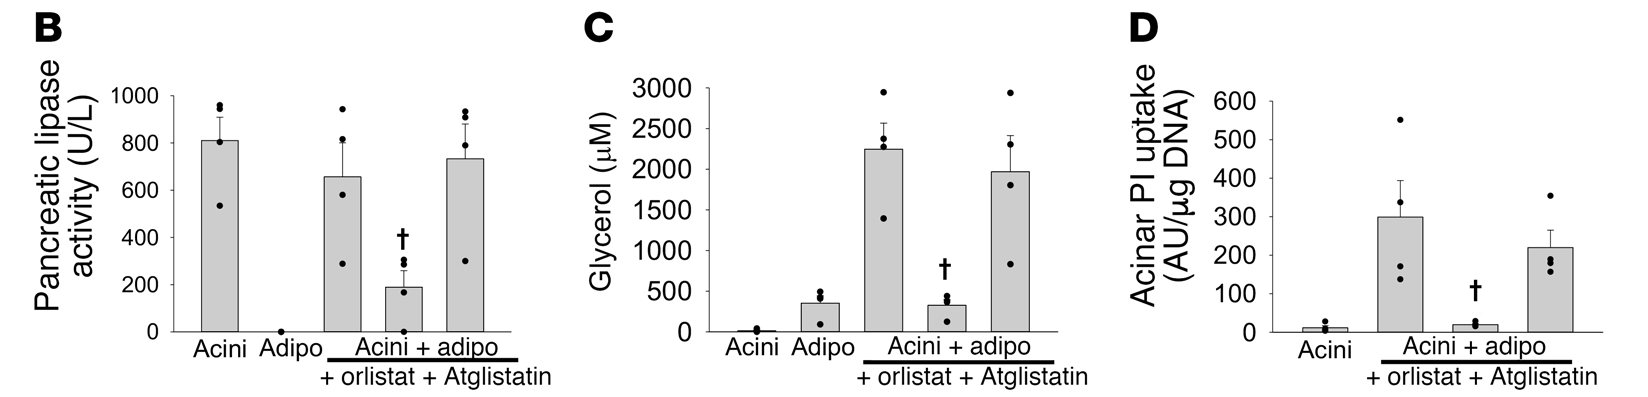 B
Pancreatic lipase
activity (U/L)
1000
800
600
400
200
0
†
Acini Adipo Acini + adipo
+ orlistat + Atglistatin
C
Glycerol (μM)
3000
2500
2000
1500
1000
500
0
†
Acini Adipo Acini + adipo
+ orlistat + Atglistatin
D
Acinar PI uptake
(AU/μg DNA)
600
500
400
300
200
100
0
†
Acini Acini + adipo
+ orlistat + Atglistatin